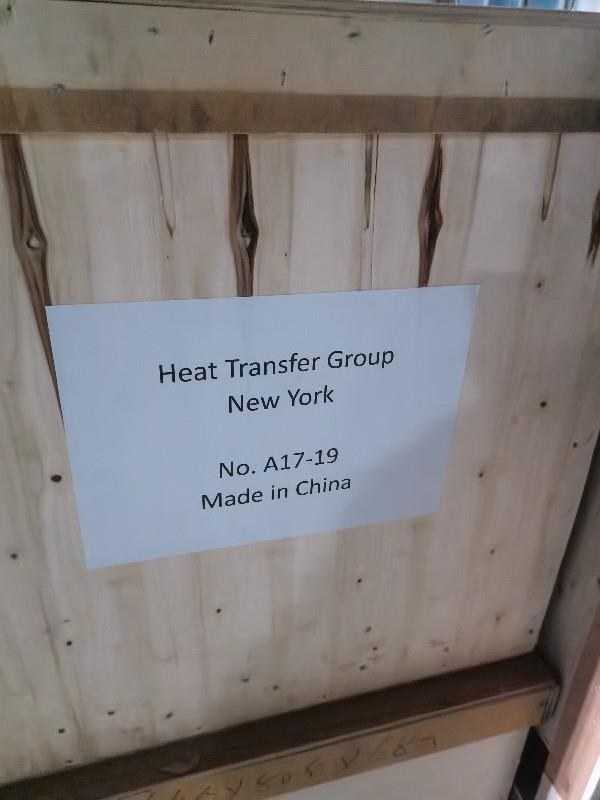 Heat Transfer Group
New York
No. A17-19
Made in China